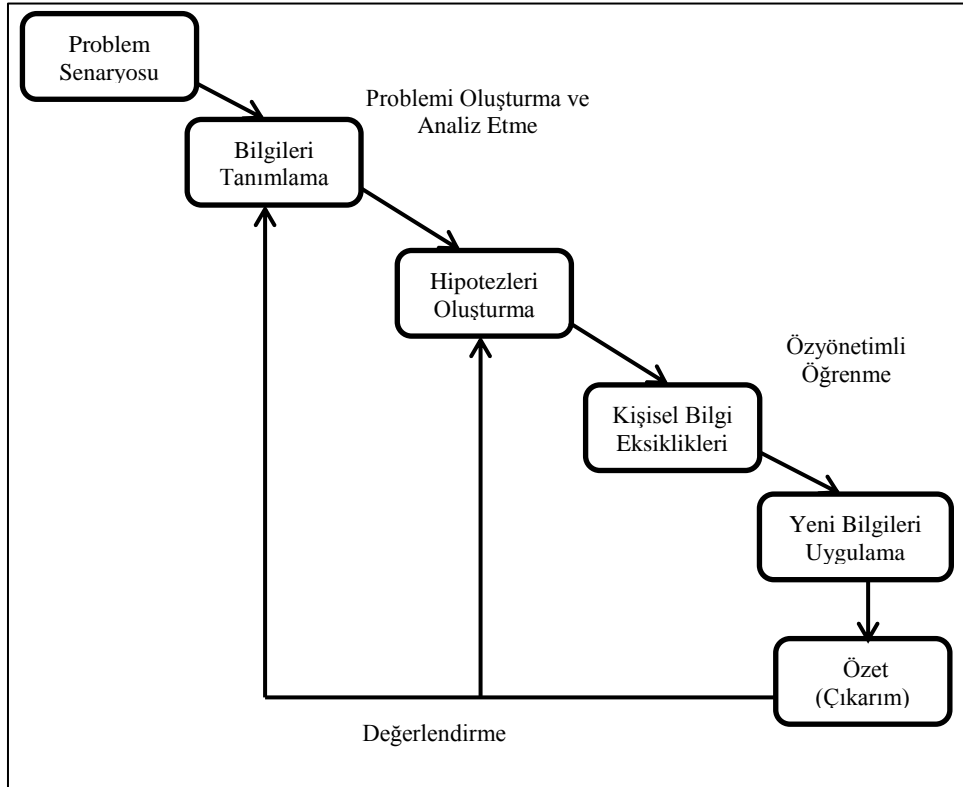 Problem
Senaryosu
Problemi Oluşturma ve
Analiz Etme
Bilgileri
Tanımlama
Hipotezleri
Oluşturma
Özyönetimli
Öğrenme
Kişisel Bilgi
Eksiklikleri
Yeni Bilgileri
Uygulama
Özet
(Çıkarım)
Değerlendirme